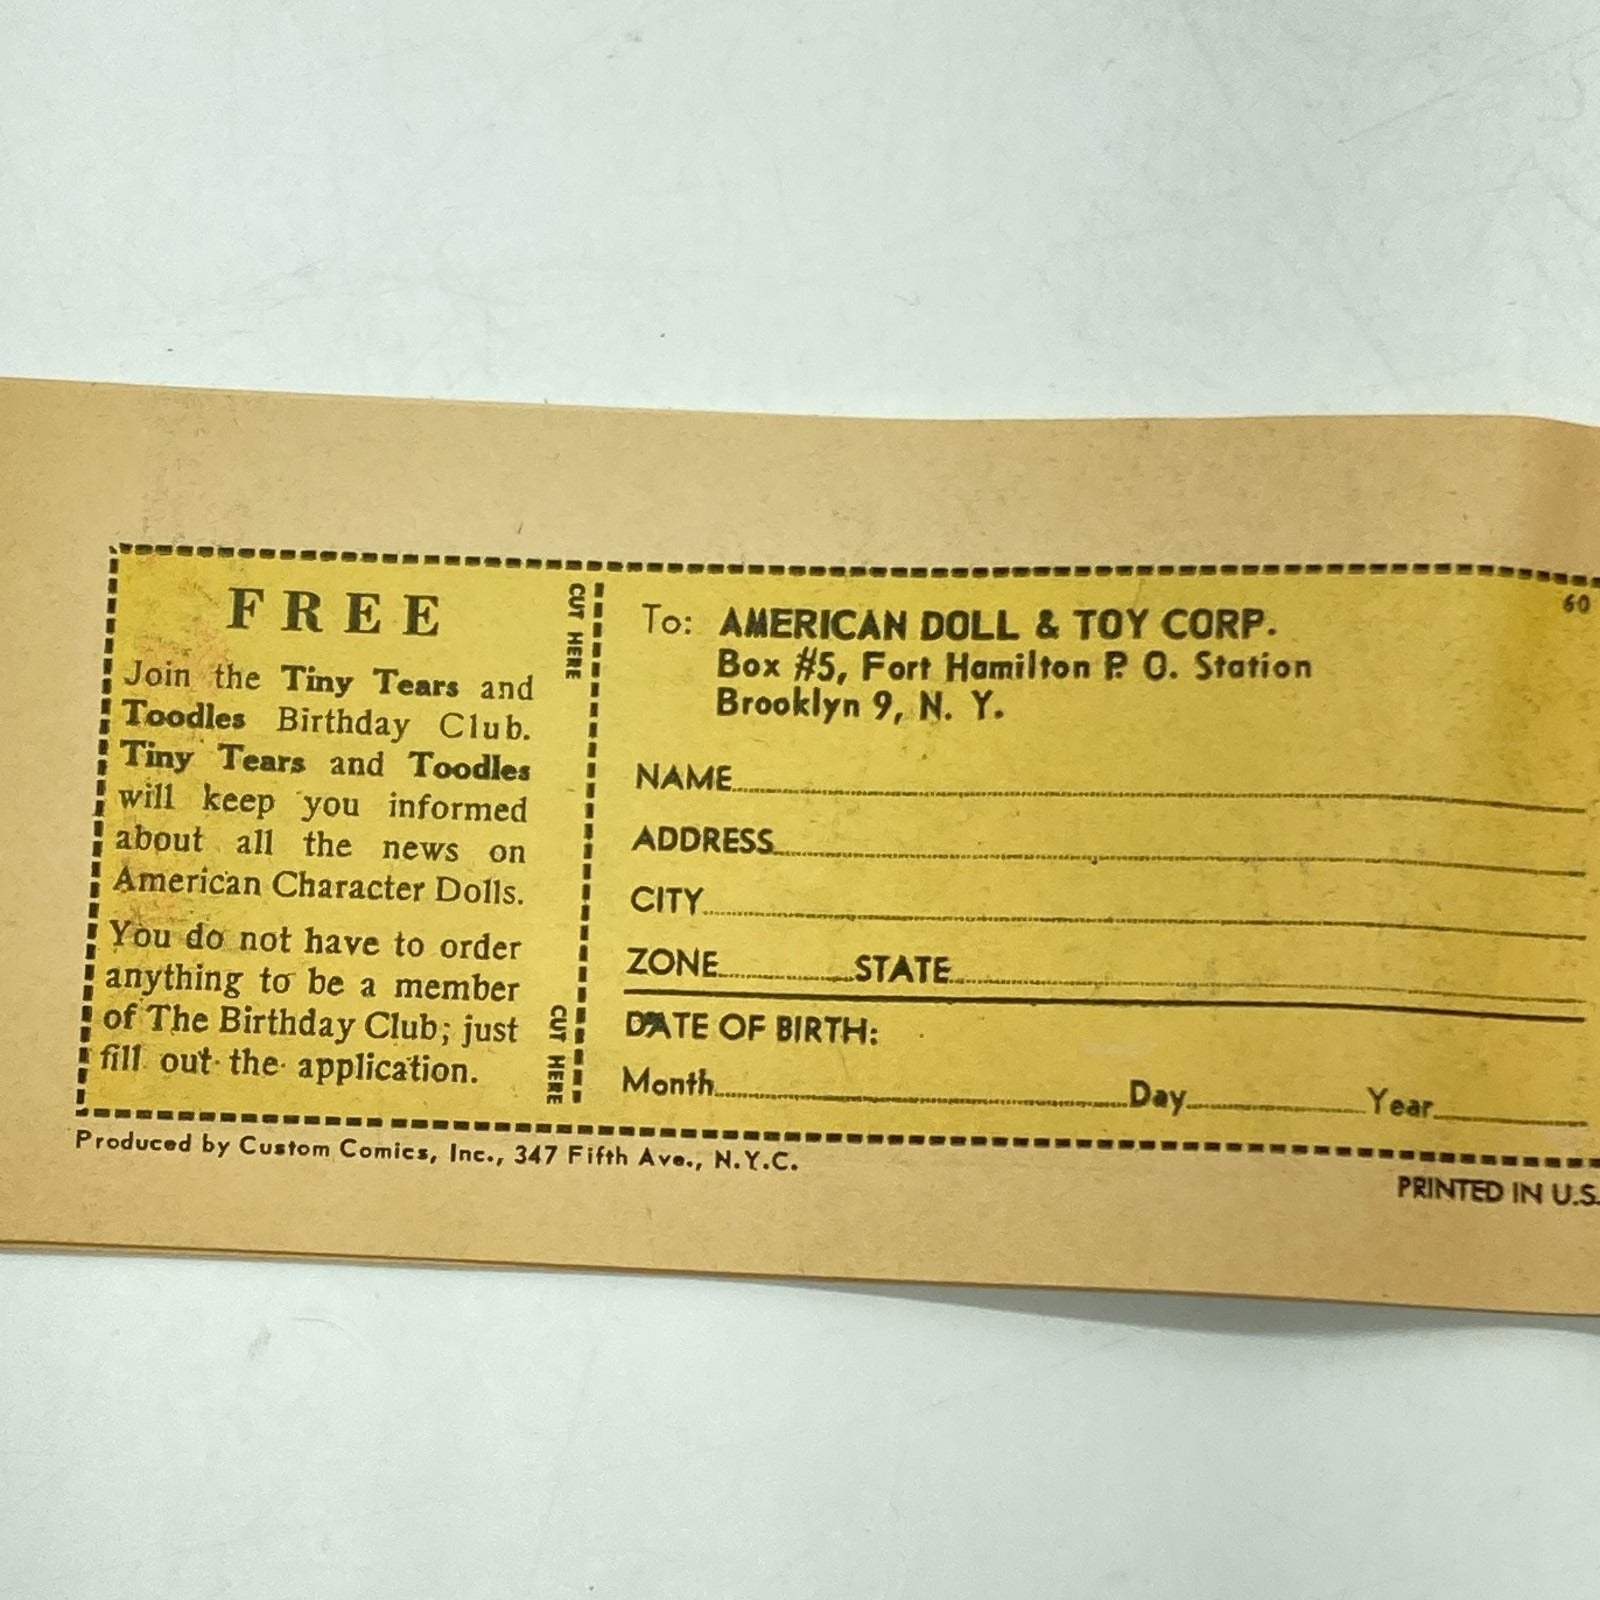 FREE
Join the Tiny Tears and
Toodles Birthday Club.
Tiny Tears and Toodles
will keep you informed
about all the news on
American Character Dolls.
You do not have to order
anything to be a member
of The Birthday Club; just
fill out the application.
CUT HERE
CUT HERE
60
To: AMERICAN DOLL & TOY CORP.
Box #5, Fort Hamilton P. O. Station
Brooklyn 9, N. Y.
NAME
ADDRESS
CITY
ZONE STATE
DATE OF BIRTH:
Month Day Year
Produced by Custom Comics, Inc., 347 Fifth Ave., N.Y.C.
PRINTED IN U.S.